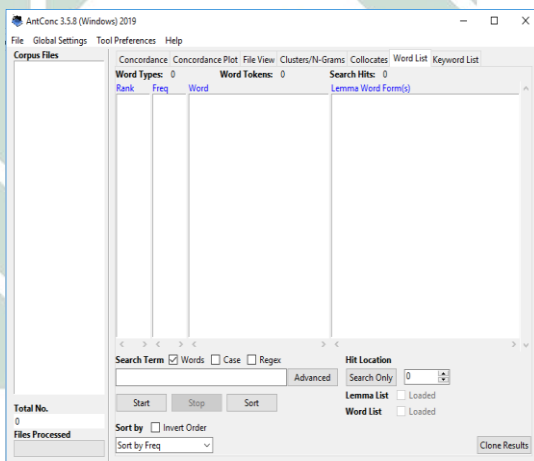 AntConc 3.5.8 (Windows) 2019
File Global Settings Tool Preferences Help
Corpus Files
Concordance Concordance Plot File View Clusters/N-Grams Collocates Word List Keyword List
Word Types: 0 Word Tokens: 0 Search Hits: 0
Rank Freq Word Lemma Word Form(s)
Search Term Words Case Regex Hit Location
Advanced Search Only 0
Start Stop Sort Lemma List Loaded
Total No. Word List Loaded
0
Sort by Invert Order
Files Processed
Sort by Freq Clone Results